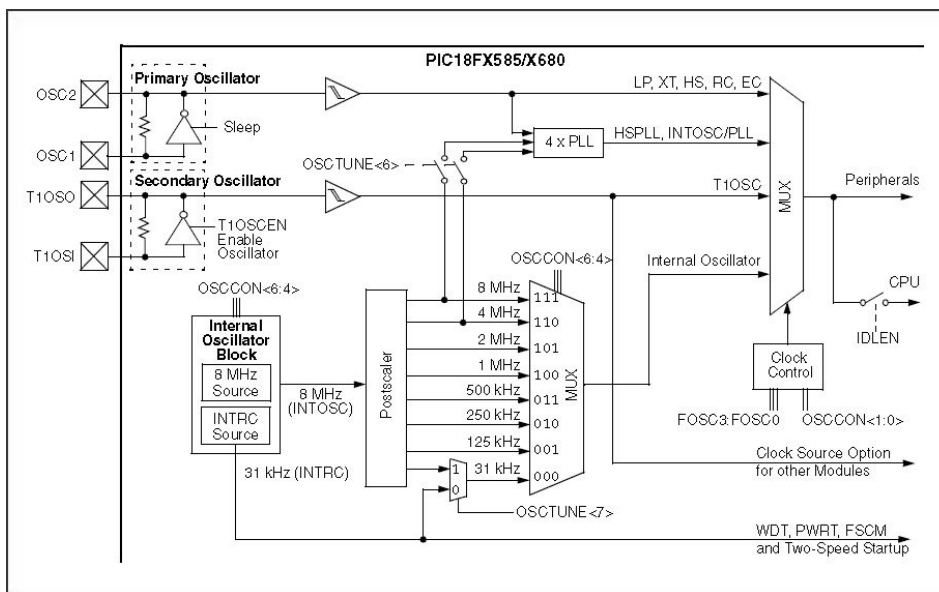 PIC18FX585/X680
OSC2
Primary Oscillator
Sleep
OSC1
LP, XT, HS, RC, EC
4 x PLL
HSPLL, INTOSC/PLL
OSCTUNE<6>
Secondary Oscillator
T1OSO
T1OSCEN
Enable
Oscillator
T1OSI
T1OSC
MUX
Peripherals
Internal Oscillator
CPU
IDLEN
Clock
Control
FOSC3:FOSC0
OSCCON<1:0>
OSCCON<6:4>
Internal
Oscillator
Block
8 MHz
Source
INTRC
Source
8 MHz
(INTOSC)
31 kHz (INTRC)
Postscaler
OSCCON<6:4>
8 MHz
111
4 MHz
110
2 MHz
101
1 MHz
100
500 kHz
011
250 kHz
010
125 kHz
001
31 kHz
000
1
0
MUX
OSCTUNE<7>
Clock Source Option
for other Modules
WDT, PWRT, FSCM
and Two-Speed Startup